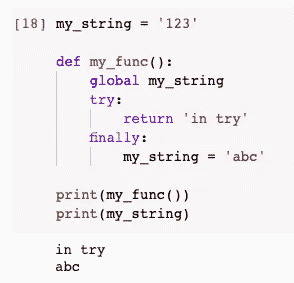 [18] my_string = '123'

def my_func():
    global my_string
    try:
        return 'in try'
    finally:
        my_string = 'abc'

print(my_func())
print(my_string)

in try
abc